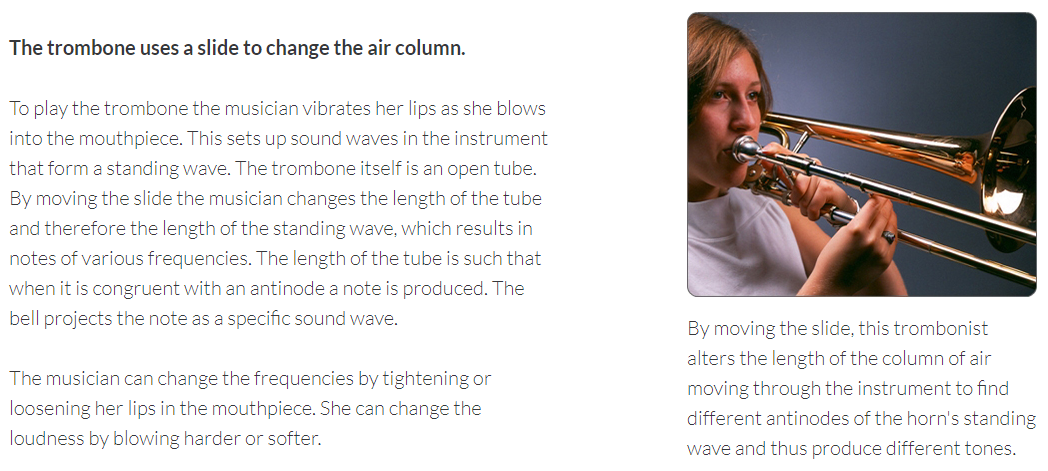 The trombone uses a slide to change the air column.
To play the trombone the musician vibrates her lips as she blows
into the mouthpiece. This sets up sound waves in the instrument
that form a standing wave. The trombone itself is an open tube.
By moving the slide the musician changes the length of the tube
and therefore the length of the standing wave, which results in
notes of various frequencies. The length of the tube is such that
when it is congruent with an antinode a note is produced. The
bell projects the note as a specific sound wave.
The musician can change the frequencies by tightening or
loosening her lips in the mouthpiece. She can change the
loudness by blowing harder or softer.
By moving the slide, this trombonist
alters the length of the column of air
moving through the instrument to find
different antinodes of the horn's standing
wave and thus produce different tones.